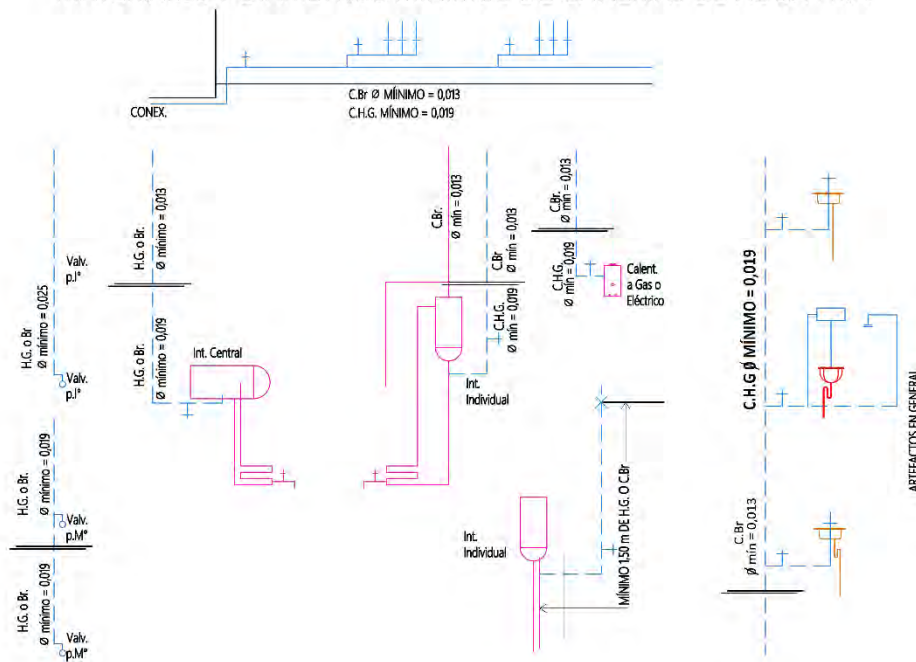 C.Br Ø MÍINIMO = 0,013
C.H.G. MÍNIMO = 0,019
CONEX.
H.G. o Br
Ø mínimo = 0,025
Valv.
p.I°
Valv.
p.I°
H.G. o Br.
Ø mínimo = 0,013
H.G. o Br.
Ø mínimo = 0,019
Int. Central
C.Br.
Ø mín = 0,013
C.Br
Ø mín = 0,013
C.H.G.
Ø mín = 0,019
Int.
Individual
C.Br.
Ø mín = 0,013
C.H.G.
Ø mín = 0,019
Calent.
a Gas o
Eléctrico
C.H.G Ø MÍNIMO = 0,019
ARTEFACTOS EN GENERAL
H.G. o Br.
Ø mínimo = 0,019
Valv.
p.M°
H.G. o Br.
Ø mínimo = 0,019
Valv.
p.M°
Int.
Individual
MÍNIMO 1,50 m DE H.G. O C.Br
C.Br
Ø mín = 0,013